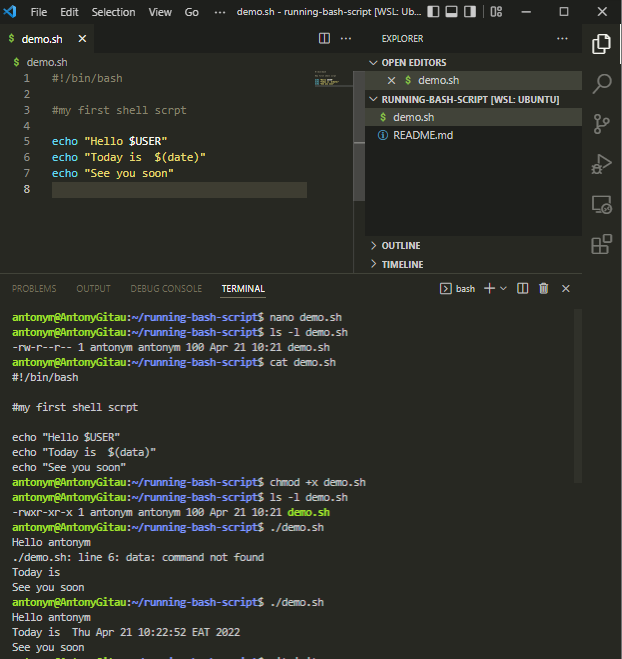 File Edit Selection View Go ··· demo.sh - running-bash-script [WSL: Ub...
$ demo.sh ×
$ demo.sh
1 #!/bin/bash
2
3 #my first shell scrpt
4
5 echo "Hello $USER"
6 echo "Today is  $(date)"
7 echo "See you soon"
8
EXPLORER ···
OPEN EDITORS
× $ demo.sh
RUNNING-BASH-SCRIPT [WSL: UBUNTU]
$ demo.sh
README.md
OUTLINE
TIMELINE
PROBLEMS OUTPUT DEBUG CONSOLE TERMINAL bash
antonym@AntonyGitau:~/running-bash-script$ nano demo.sh
antonym@AntonyGitau:~/running-bash-script$ ls -l demo.sh
-rw-r--r-- 1 antonym antonym 100 Apr 21 10:21 demo.sh
antonym@AntonyGitau:~/running-bash-script$ cat demo.sh
#!/bin/bash
#my first shell scrpt
echo "Hello $USER"
echo "Today is  $(data)"
echo "See you soon"
antonym@AntonyGitau:~/running-bash-script$ chmod +x demo.sh
antonym@AntonyGitau:~/running-bash-script$ ls -l demo.sh
-rwxr-xr-x 1 antonym antonym 100 Apr 21 10:21 demo.sh
antonym@AntonyGitau:~/running-bash-script$ ./demo.sh
Hello antonym
./demo.sh: line 6: data: command not found
Today is
See you soon
antonym@AntonyGitau:~/running-bash-script$ ./demo.sh
Hello antonym
Today is  Thu Apr 21 10:22:52 EAT 2022
See you soon